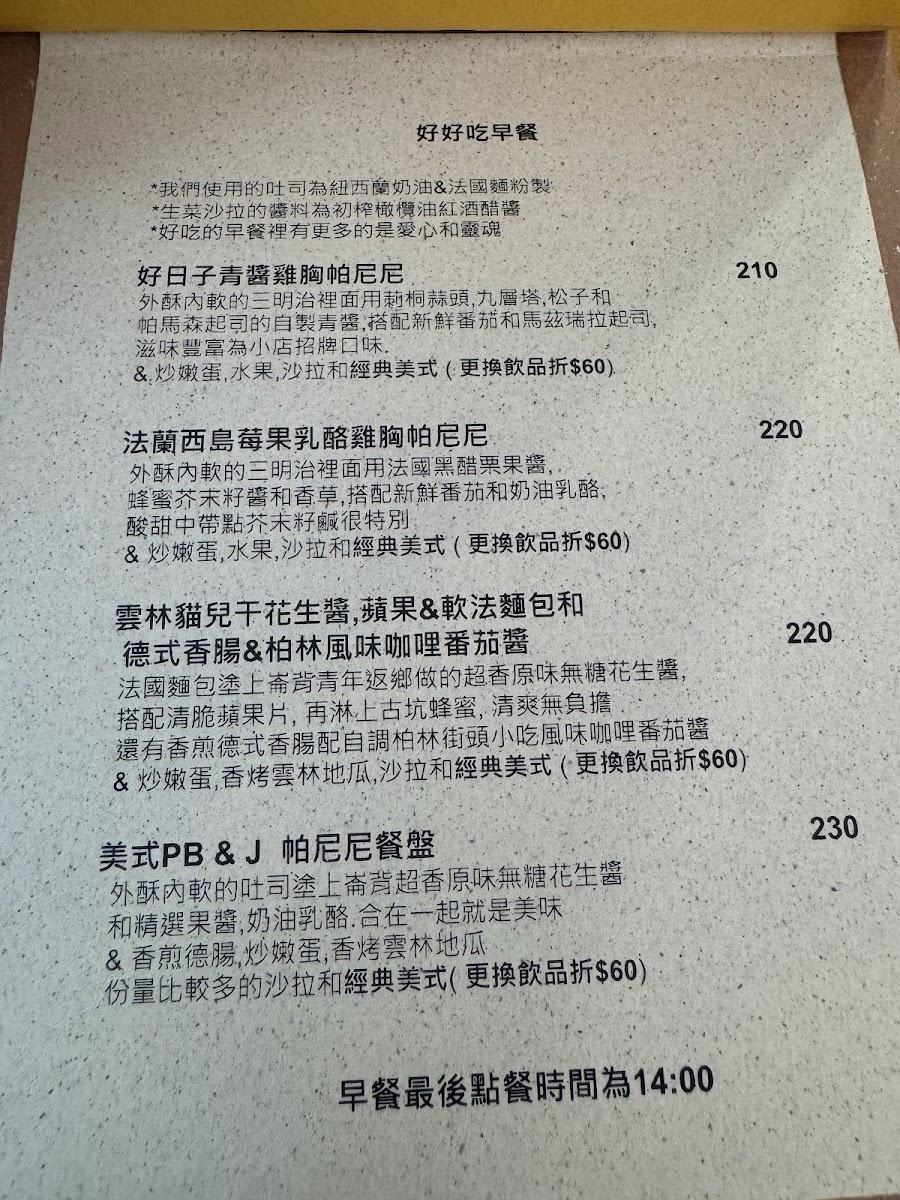 好好吃早餐
*我們使用的吐司為紐西蘭奶油&法國麵粉製
*生菜沙拉的醬料為初榨橄欖油紅酒醋醬
*好吃的早餐裡有更多的是愛心和靈魂
好日子青醬雞胸帕尼尼 210
外酥內軟的三明治裡面用莿桐蒜頭,九層塔,松子和
帕馬森起司的自製青醬,搭配新鮮番茄和馬茲瑞拉起司,
滋味豐富為小店招牌口味.
& 炒嫩蛋,水果,沙拉和經典美式 ( 更換飲品折$60)
法蘭西島莓果乳酪雞胸帕尼尼 220
外酥內軟的三明治裡面用法國黑醋栗果醬,
蜂蜜芥末籽醬和香草,搭配新鮮番茄和奶油乳酪,
酸甜中帶點芥末籽鹹很特別
& 炒嫩蛋,水果,沙拉和經典美式 ( 更換飲品折$60)
雲林貓兒干花生醬,蘋果&軟法麵包和
德式香腸&柏林風味咖哩番茄醬 220
法國麵包塗上崙背青年返鄉做的超香原味無糖花生醬,
搭配清脆蘋果片, 再淋上古坑蜂蜜, 清爽無負擔
還有香煎德式香腸配自調柏林街頭小吃風味咖哩番茄醬
& 炒嫩蛋,香烤雲林地瓜,沙拉和經典美式 ( 更換飲品折$60)
美式PB & J 帕尼尼餐盤 230
外酥內軟的吐司塗上崙背超香原味無糖花生醬
和精選果醬,奶油乳酪.合在一起就是美味
& 香煎德腸,炒嫩蛋,香烤雲林地瓜
份量比較多的沙拉和經典美式( 更換飲品折$60)
早餐最後點餐時間為14:00